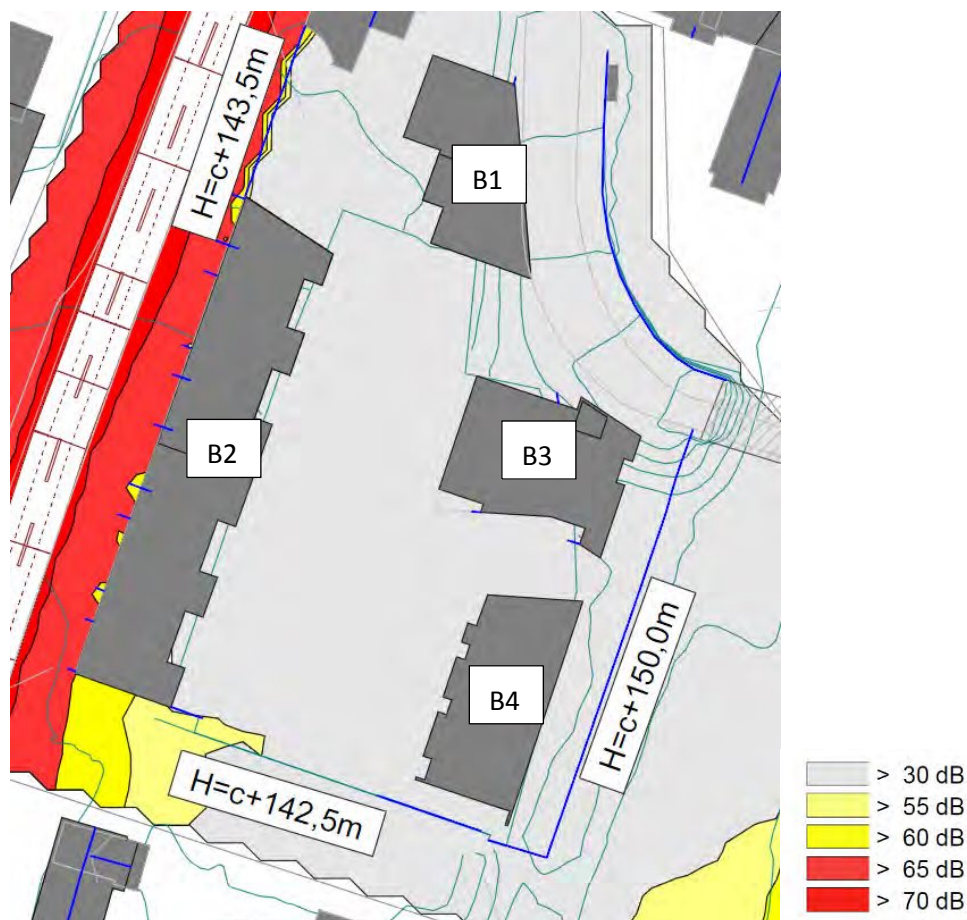 H=c+143,5m
B1
B2
B3
B4
H=c+150,0m
H=c+142,5m
> 30 dB
> 55 dB
> 60 dB
> 65 dB
> 70 dB